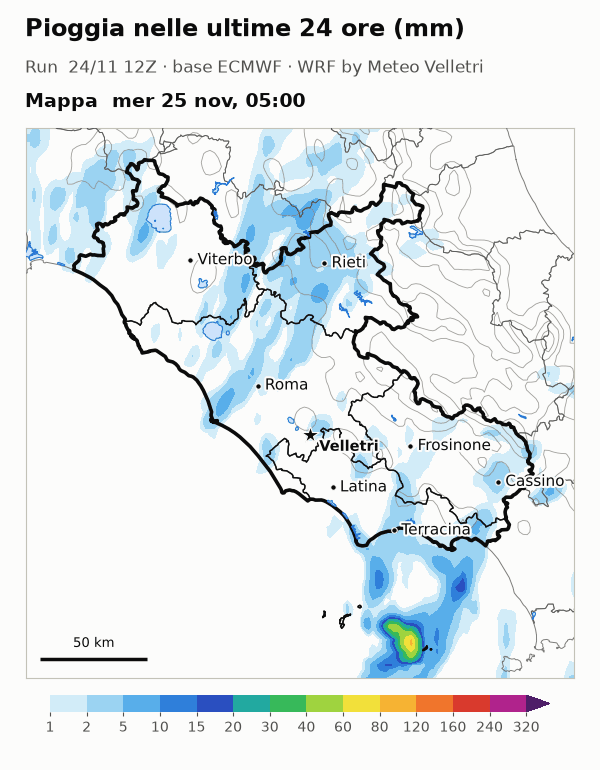 Pioggia nelle ultime 24 ore (mm)
Run  24/11 12Z · base ECMWF · WRF by Meteo Velletri
Mappa  mer 25 nov, 05:00
Viterbo
Rieti
Roma
Velletri
Frosinone
Cassino
Latina
Terracina
50 km
1 2 5 10 15 20 30 40 60 80 120 160 240 320